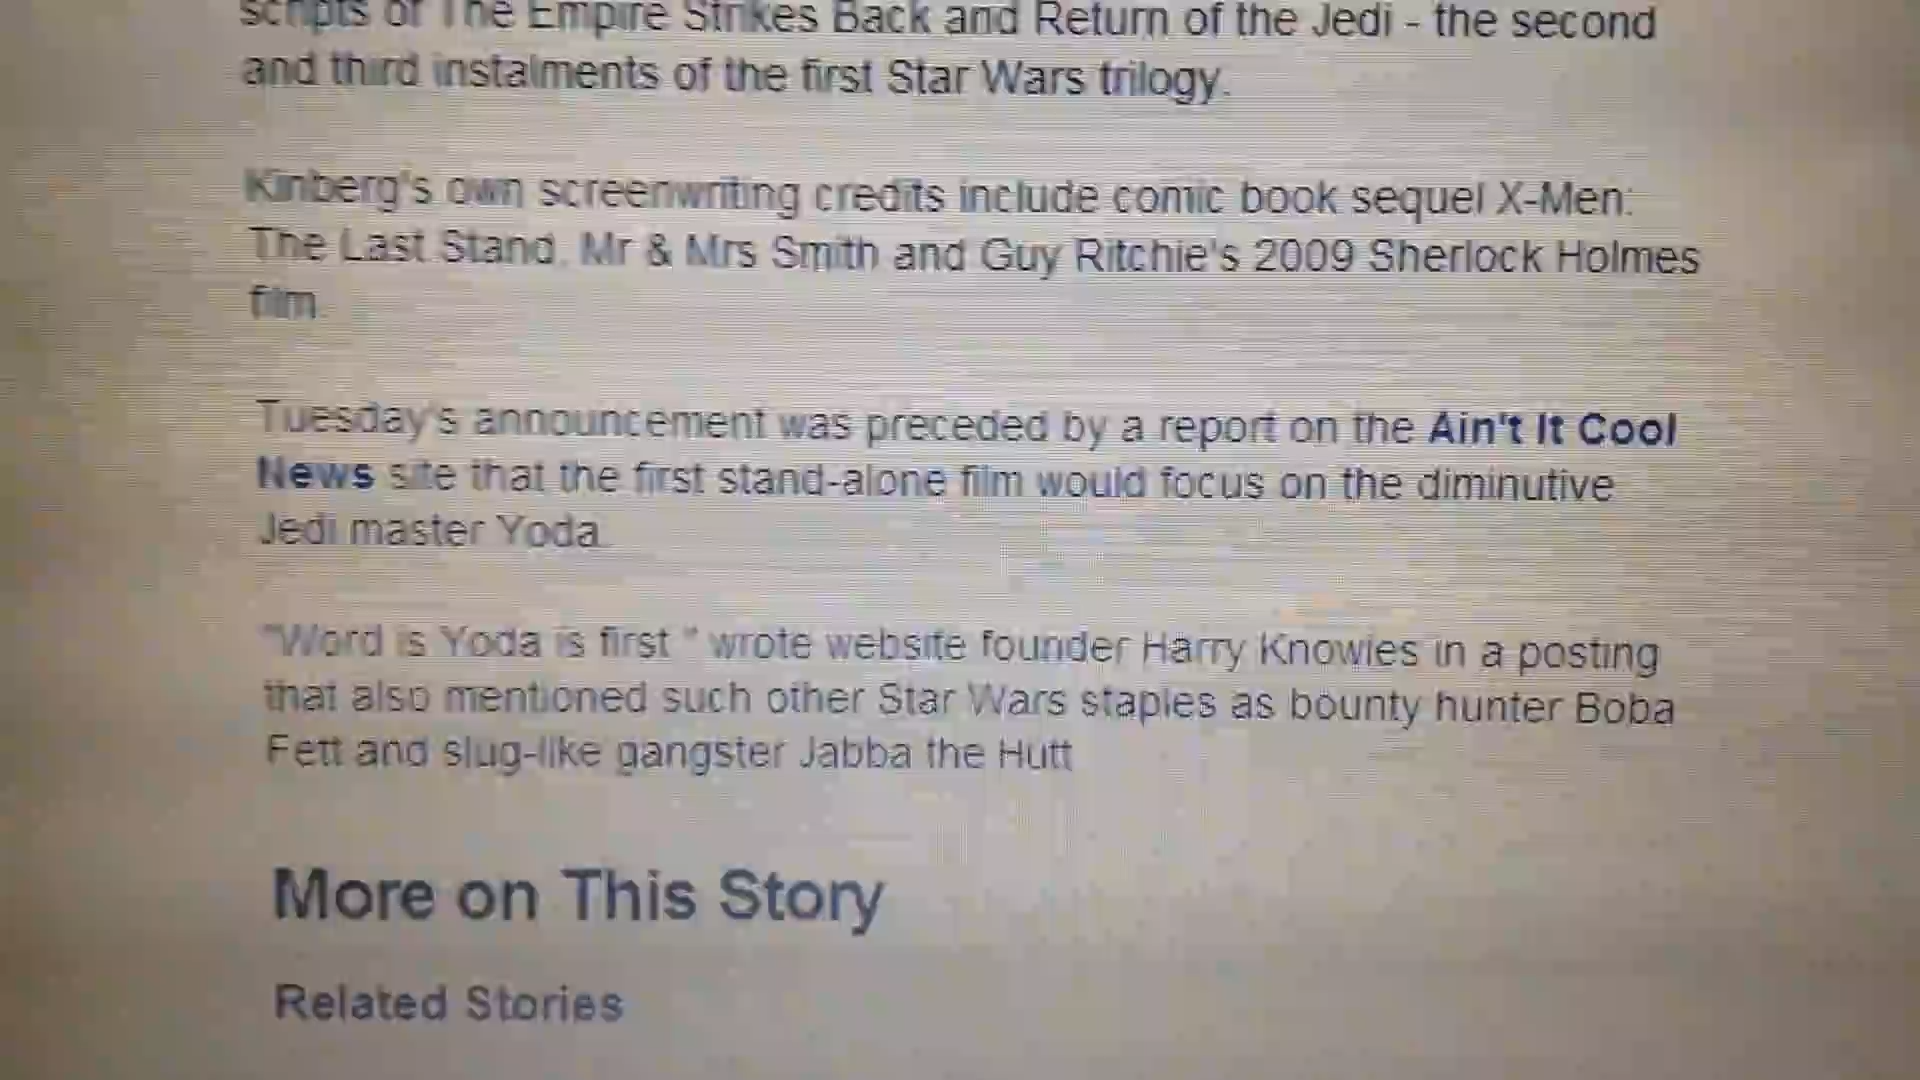 scripts of The Empire Strikes Back and Return of the Jedi - the second
and third instalments of the first Star Wars trilogy.
Kinberg's own screenwriting credits include comic book sequel X-Men:
The Last Stand, Mr & Mrs Smith and Guy Ritchie's 2009 Sherlock Holmes
film.
Tuesday's announcement was preceded by a report on the Ain't It Cool
News site that the first stand-alone film would focus on the diminutive
Jedi master Yoda.
"Word is Yoda is first," wrote website founder Harry Knowles in a posting
that also mentioned such other Star Wars staples as bounty hunter Boba
Fett and slug-like gangster Jabba the Hutt
More on This Story
Related Stories